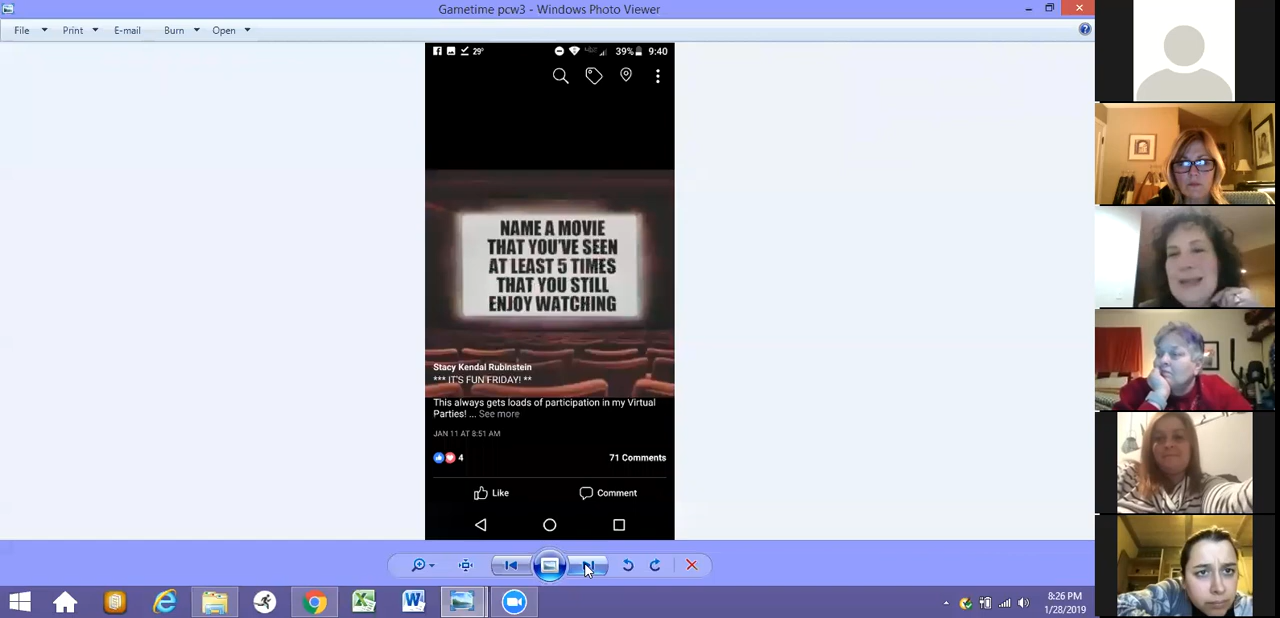 Gametime pcw3 - Windows Photo Viewer
File Print E-mail Burn Open
29° 39% 9:40
NAME A MOVIE
THAT YOU'VE SEEN
AT LEAST 5 TIMES
THAT YOU STILL
ENJOY WATCHING
Stacy Kendal Rubinstein
*** IT'S FUN FRIDAY! **
This always gets loads of participation in my Virtual
Parties! ... See more
JAN 11 AT 8:51 AM
4 71 Comments
Like Comment
8:26 PM
1/28/2019